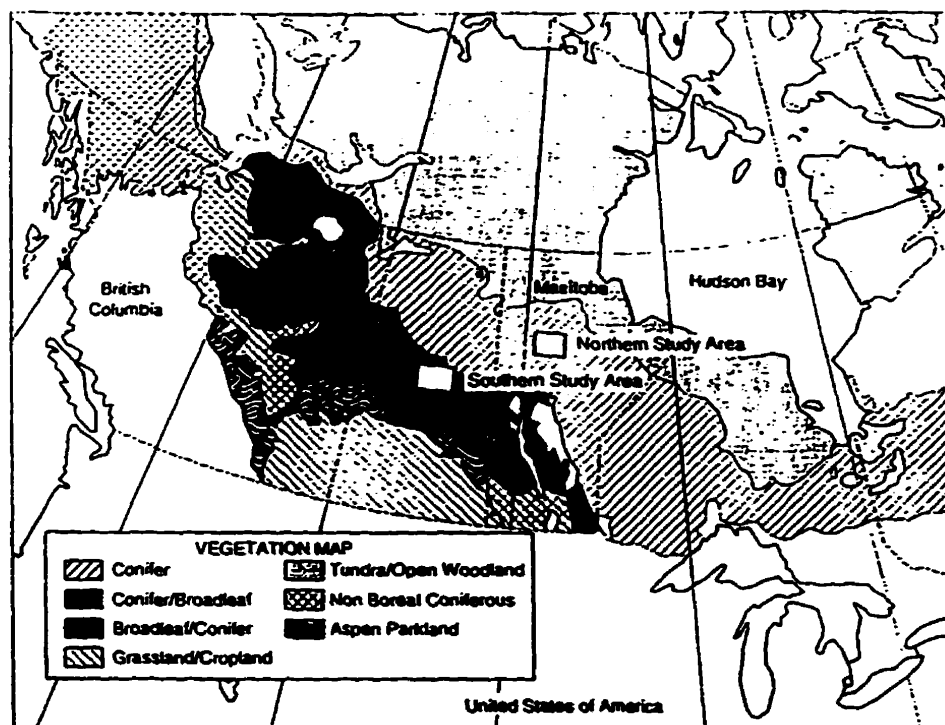 British
Columbia
Manitoba
Hudson Bay
Northern Study Area
Southern Study Area
VEGETATION MAP
Conifer
Conifer/Broadleaf
Broadleaf/Conifer
Grassland/Cropland
Tundra/Open Woodland
Non Boreal Coniferous
Aspen Parkland
United States of America